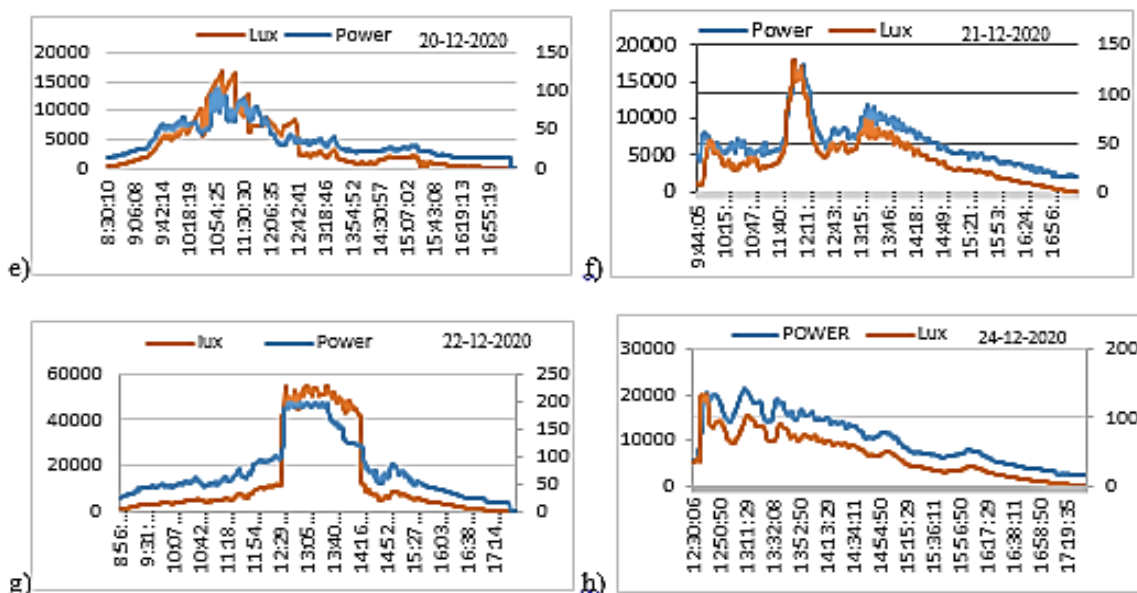 Lux Power 20-12-2020
20000 150
15000
10000 100
5000 50
0 0
8:30:10 9:06:08 9:42:14 10:18:19 10:54:25 11:30:30 12:06:35 12:42:41 13:18:46 13:54:52 14:30:57 15:07:02 15:43:08 16:19:13 16:55:19
e)
Power Lux 21-12-2020
20000 150
15000
10000 100
5000 50
0 0
9:44:05 10:15:… 10:47:… 11:40:… 12:11:… 12:43:… 13:15:… 13:46:… 14:18:… 14:49:… 15:21:… 15:53:… 16:24:… 16:56:…
f)
lux Power 22-12-2020
60000 250
200
40000 150
20000 100
50
0 0
8:56:… 9:31:… 10:07… 10:42… 11:18… 11:54… 12:29… 13:05… 13:40… 14:16… 14:52… 15:27… 16:03… 16:38… 17:14…
g)
POWER Lux 24-12-2020
30000 200
20000
10000 100
0 0
12:30:06 12:50:50 13:11:29 13:32:08 13:52:50 14:13:29 14:34:11 14:54:50 15:15:29 15:36:11 15:56:50 16:17:29 16:38:11 16:58:50 17:19:35
h)